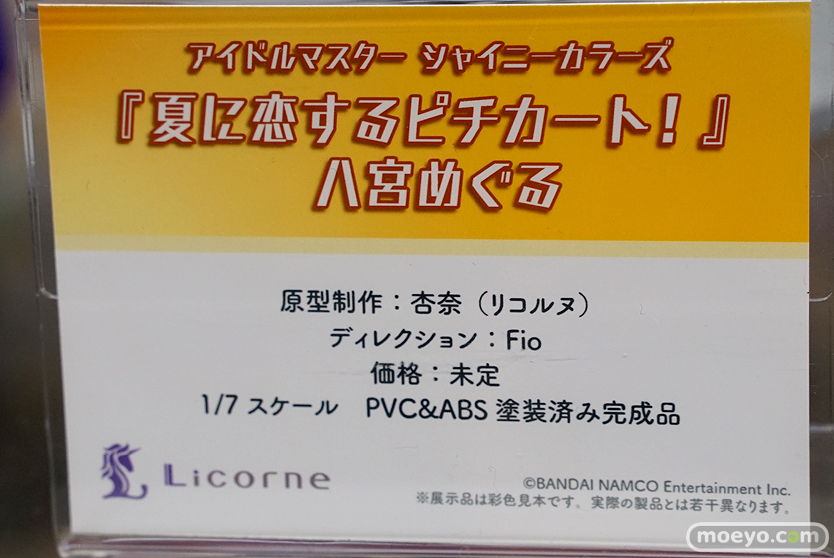 アイドルマスター シャイニーカラーズ
『夏に恋するピチカート！』
八宮めぐる
原型制作：杏奈（リコルヌ）
ディレクション：Fio
価格：未定
1/7 スケール　PVC&ABS 塗装済み完成品
Licorne
©BANDAI NAMCO Entertainment Inc.
※展示品は彩色見本です。実際の製品とは若干異なります。
moeyo.com